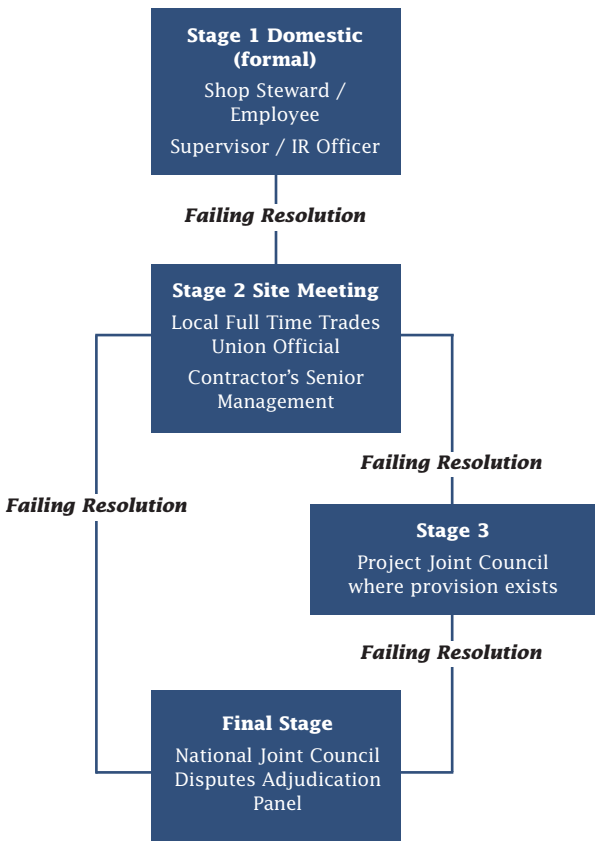 Stage 1 Domestic
(formal)
Shop Steward /
Employee
Supervisor / IR Officer
Failing Resolution
Stage 2 Site Meeting
Local Full Time Trades
Union Official
Contractor's Senior
Management
Failing Resolution
Failing Resolution
Stage 3
Project Joint Council
where provision exists
Failing Resolution
Final Stage
National Joint Council
Disputes Adjudication
Panel